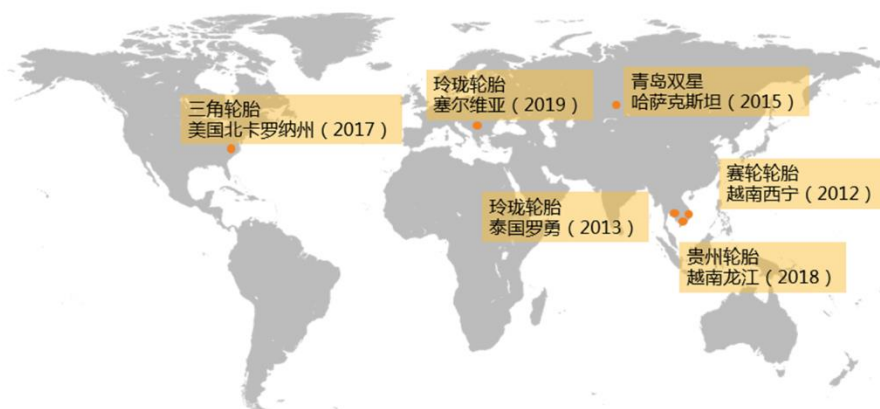 三角轮胎
美国北卡罗纳州（2017）
玲珑轮胎
塞尔维亚（2019）
青岛双星
哈萨克斯坦（2015）
玲珑轮胎
泰国罗勇（2013）
赛轮轮胎
越南西宁（2012）
贵州轮胎
越南龙江（2018）